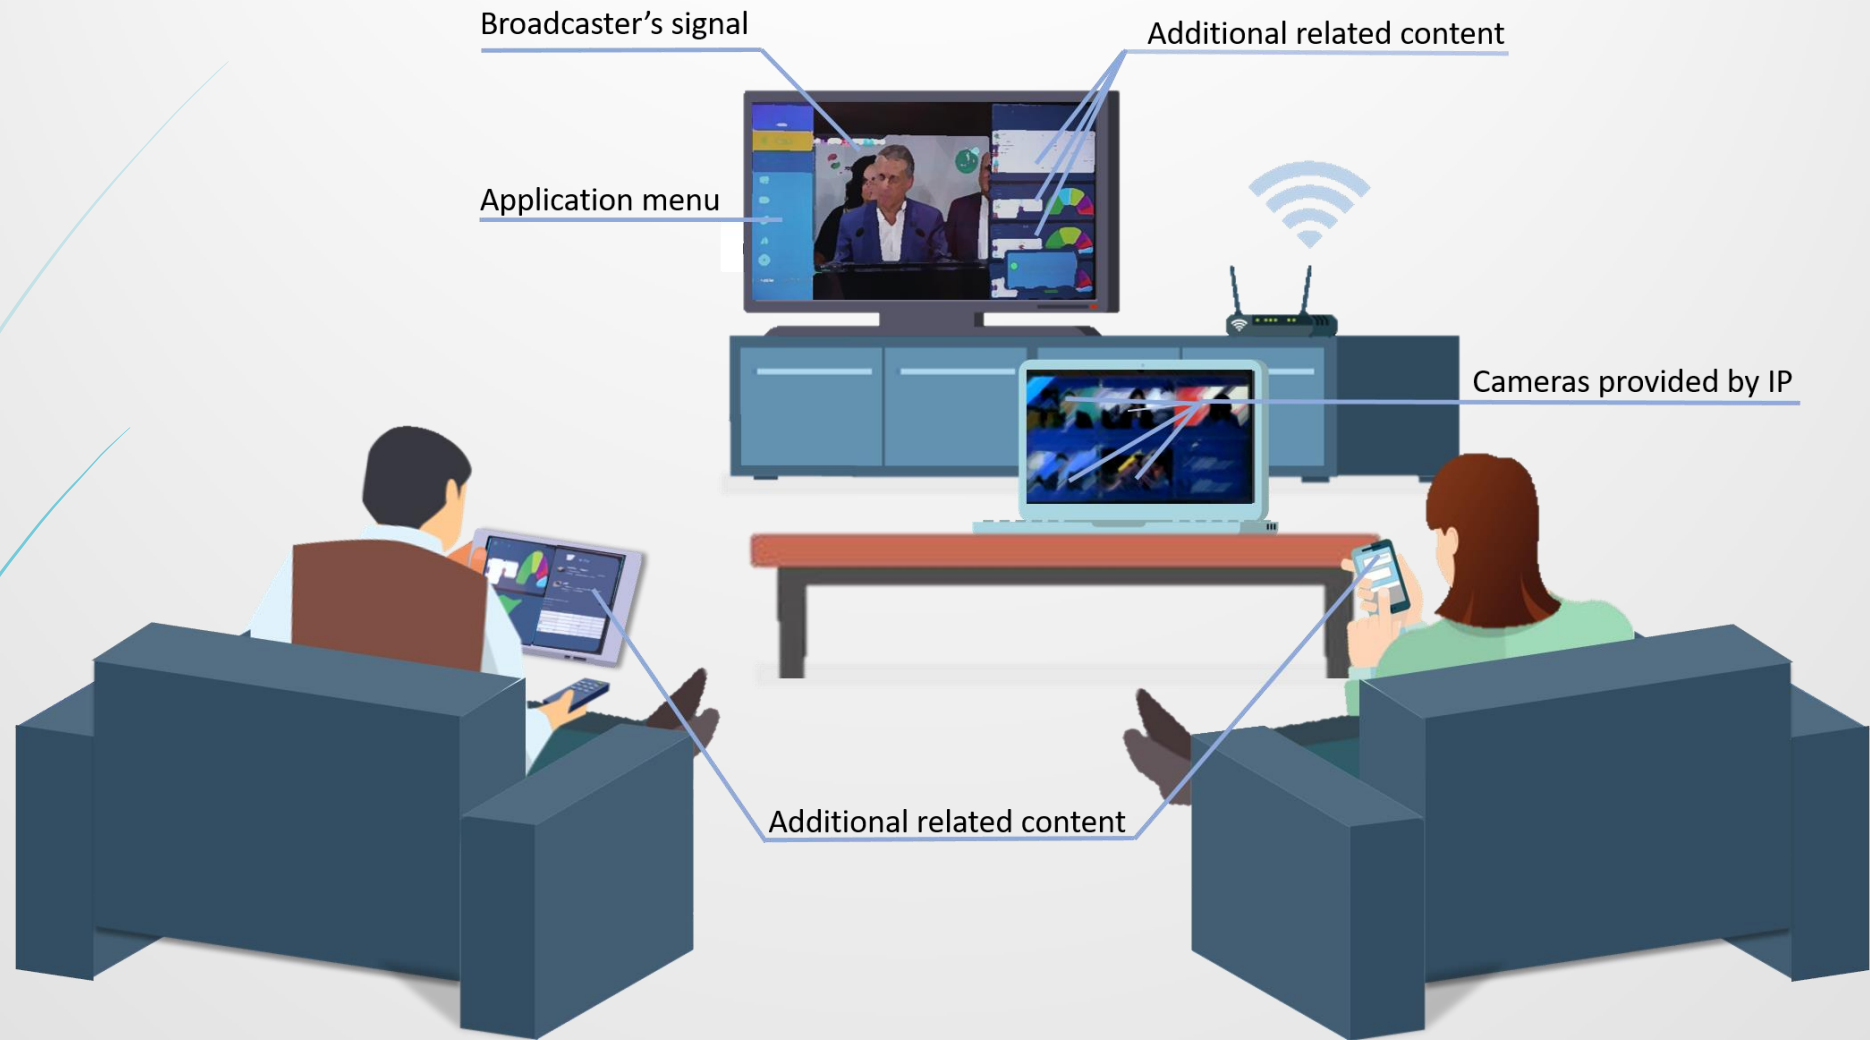 Broadcaster's signal
Additional related content
Application menu
Cameras provided by IP
Additional related content